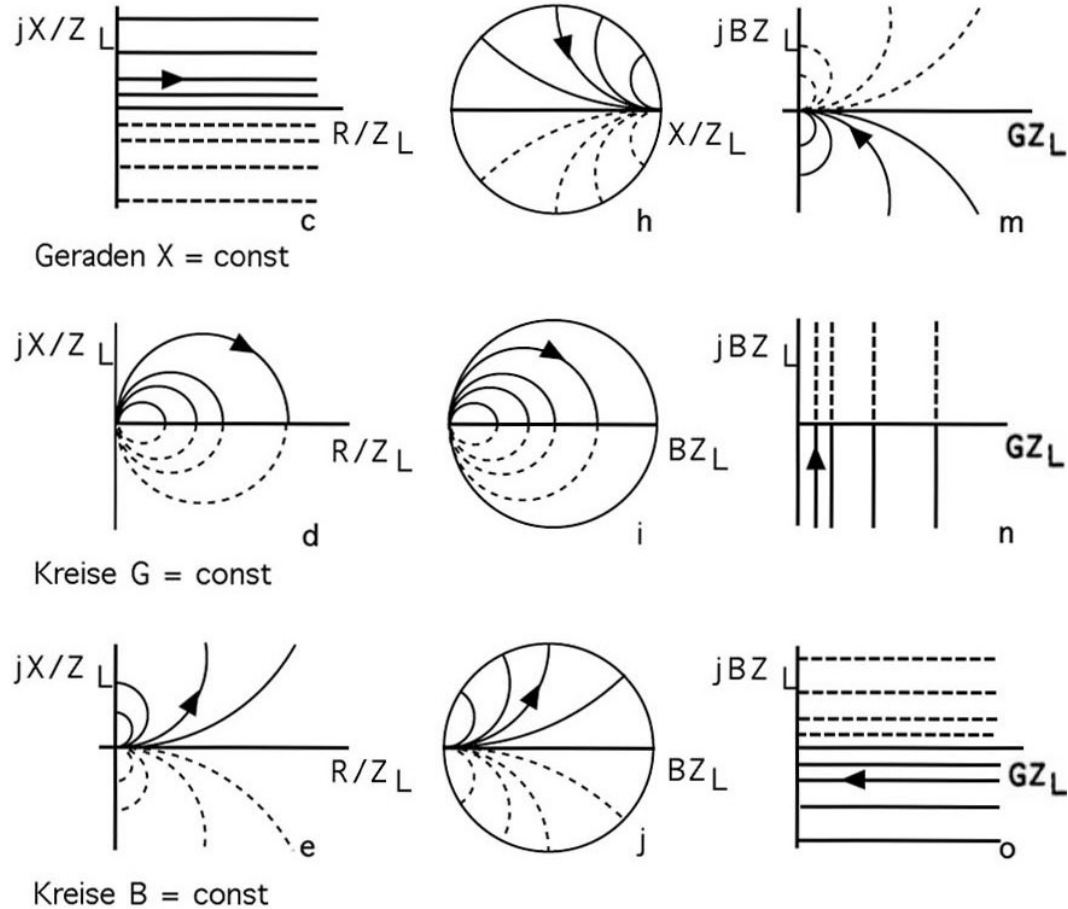 jX/Z L
R/Z L
c
X/Z L
h
jBZ L
GZ L
m
Geraden X = const
jX/Z L
R/Z L
d
BZ L
i
jBZ L
GZ L
n
Kreise G = const
jX/Z L
R/Z L
e
BZ L
j
jBZ L
GZ L
o
Kreise B = const